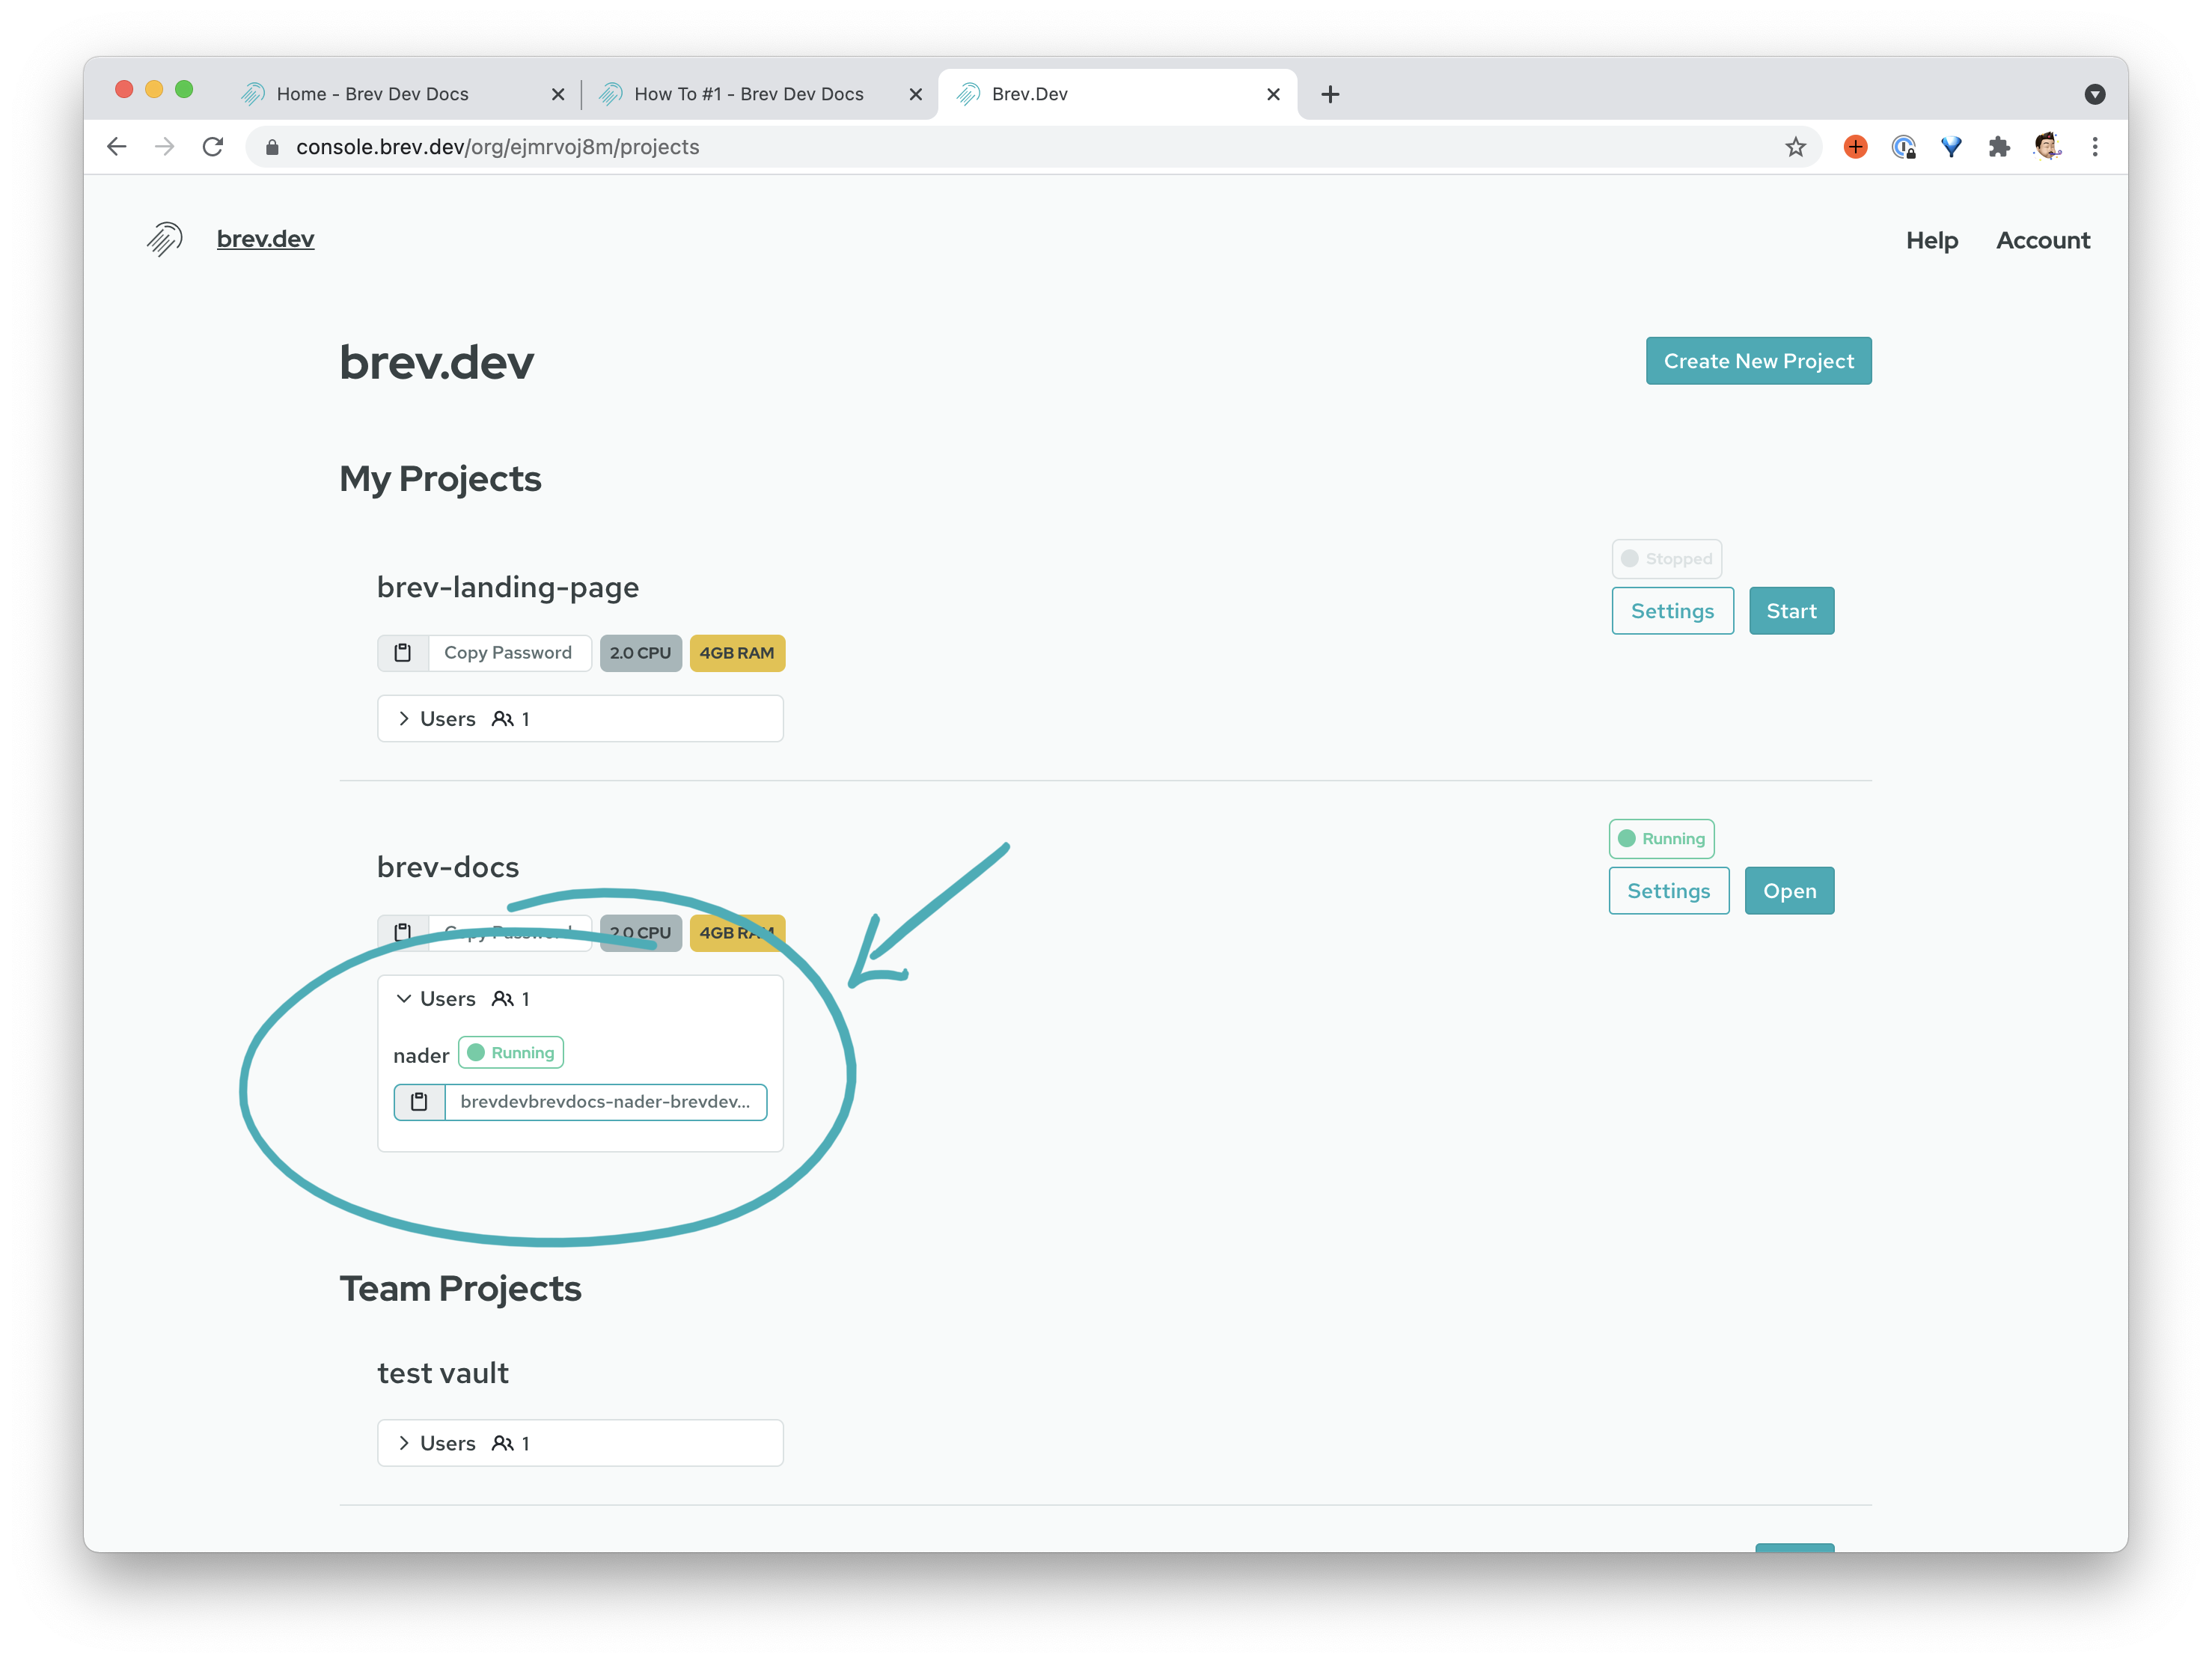 Home - Brev Dev Docs
How To #1 - Brev Dev Docs
Brev.Dev
console.brev.dev/org/ejmrvoj8m/projects
brev.dev
Help
Account
brev.dev
Create New Project
My Projects
Stopped
brev-landing-page
Settings
Start
Copy Password
2.0 CPU
4GB RAM
Users 1
Running
brev-docs
Settings
Open
Copy Password
2.0 CPU
4GB RAM
Users 1
nader Running
brevdevbrevdocs-nader-brevdev...
Team Projects
test vault
Users 1